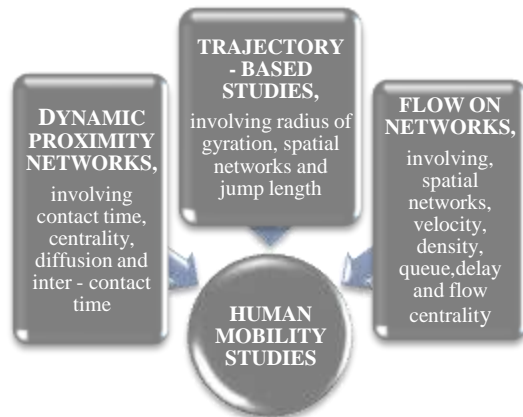 DYNAMIC
PROXIMITY
NETWORKS,
involving
contact time,
centrality,
diffusion and
inter - contact
time
TRAJECTORY
- BASED
STUDIES,
involving radius of
gyration, spatial
networks and
jump length
FLOW ON
NETWORKS,
involving,
spatial
networks,
velocity,
density,
queue,delay
and flow
centrality
HUMAN
MOBILITY
STUDIES